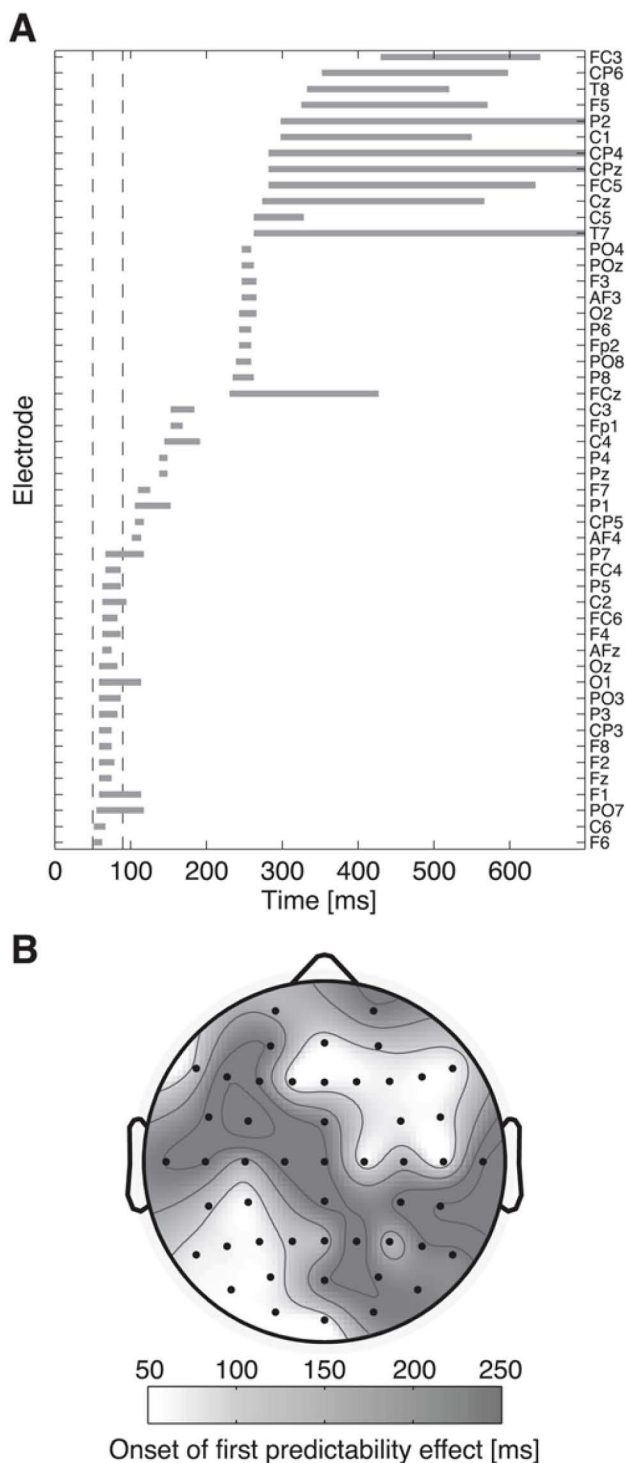 A
FC3
CP6
T8
F5
P2
C1
CP4
CPz
FC5
Cz
C5
T7
PO4
POz
F3
AF3
O2
P6
Fp2
PO8
P8
FCz
C3
Fp1
C4
P4
Pz
F7
P1
CP5
AF4
P7
FC4
P5
C2
FC6
F4
AFz
Oz
O1
PO3
P3
CP3
F8
F2
Fz
F1
PO7
C6
F6
Electrode
0 100 200 300 400 500 600
Time [ms]
B
50 100 150 200 250
Onset of first predictability effect [ms]